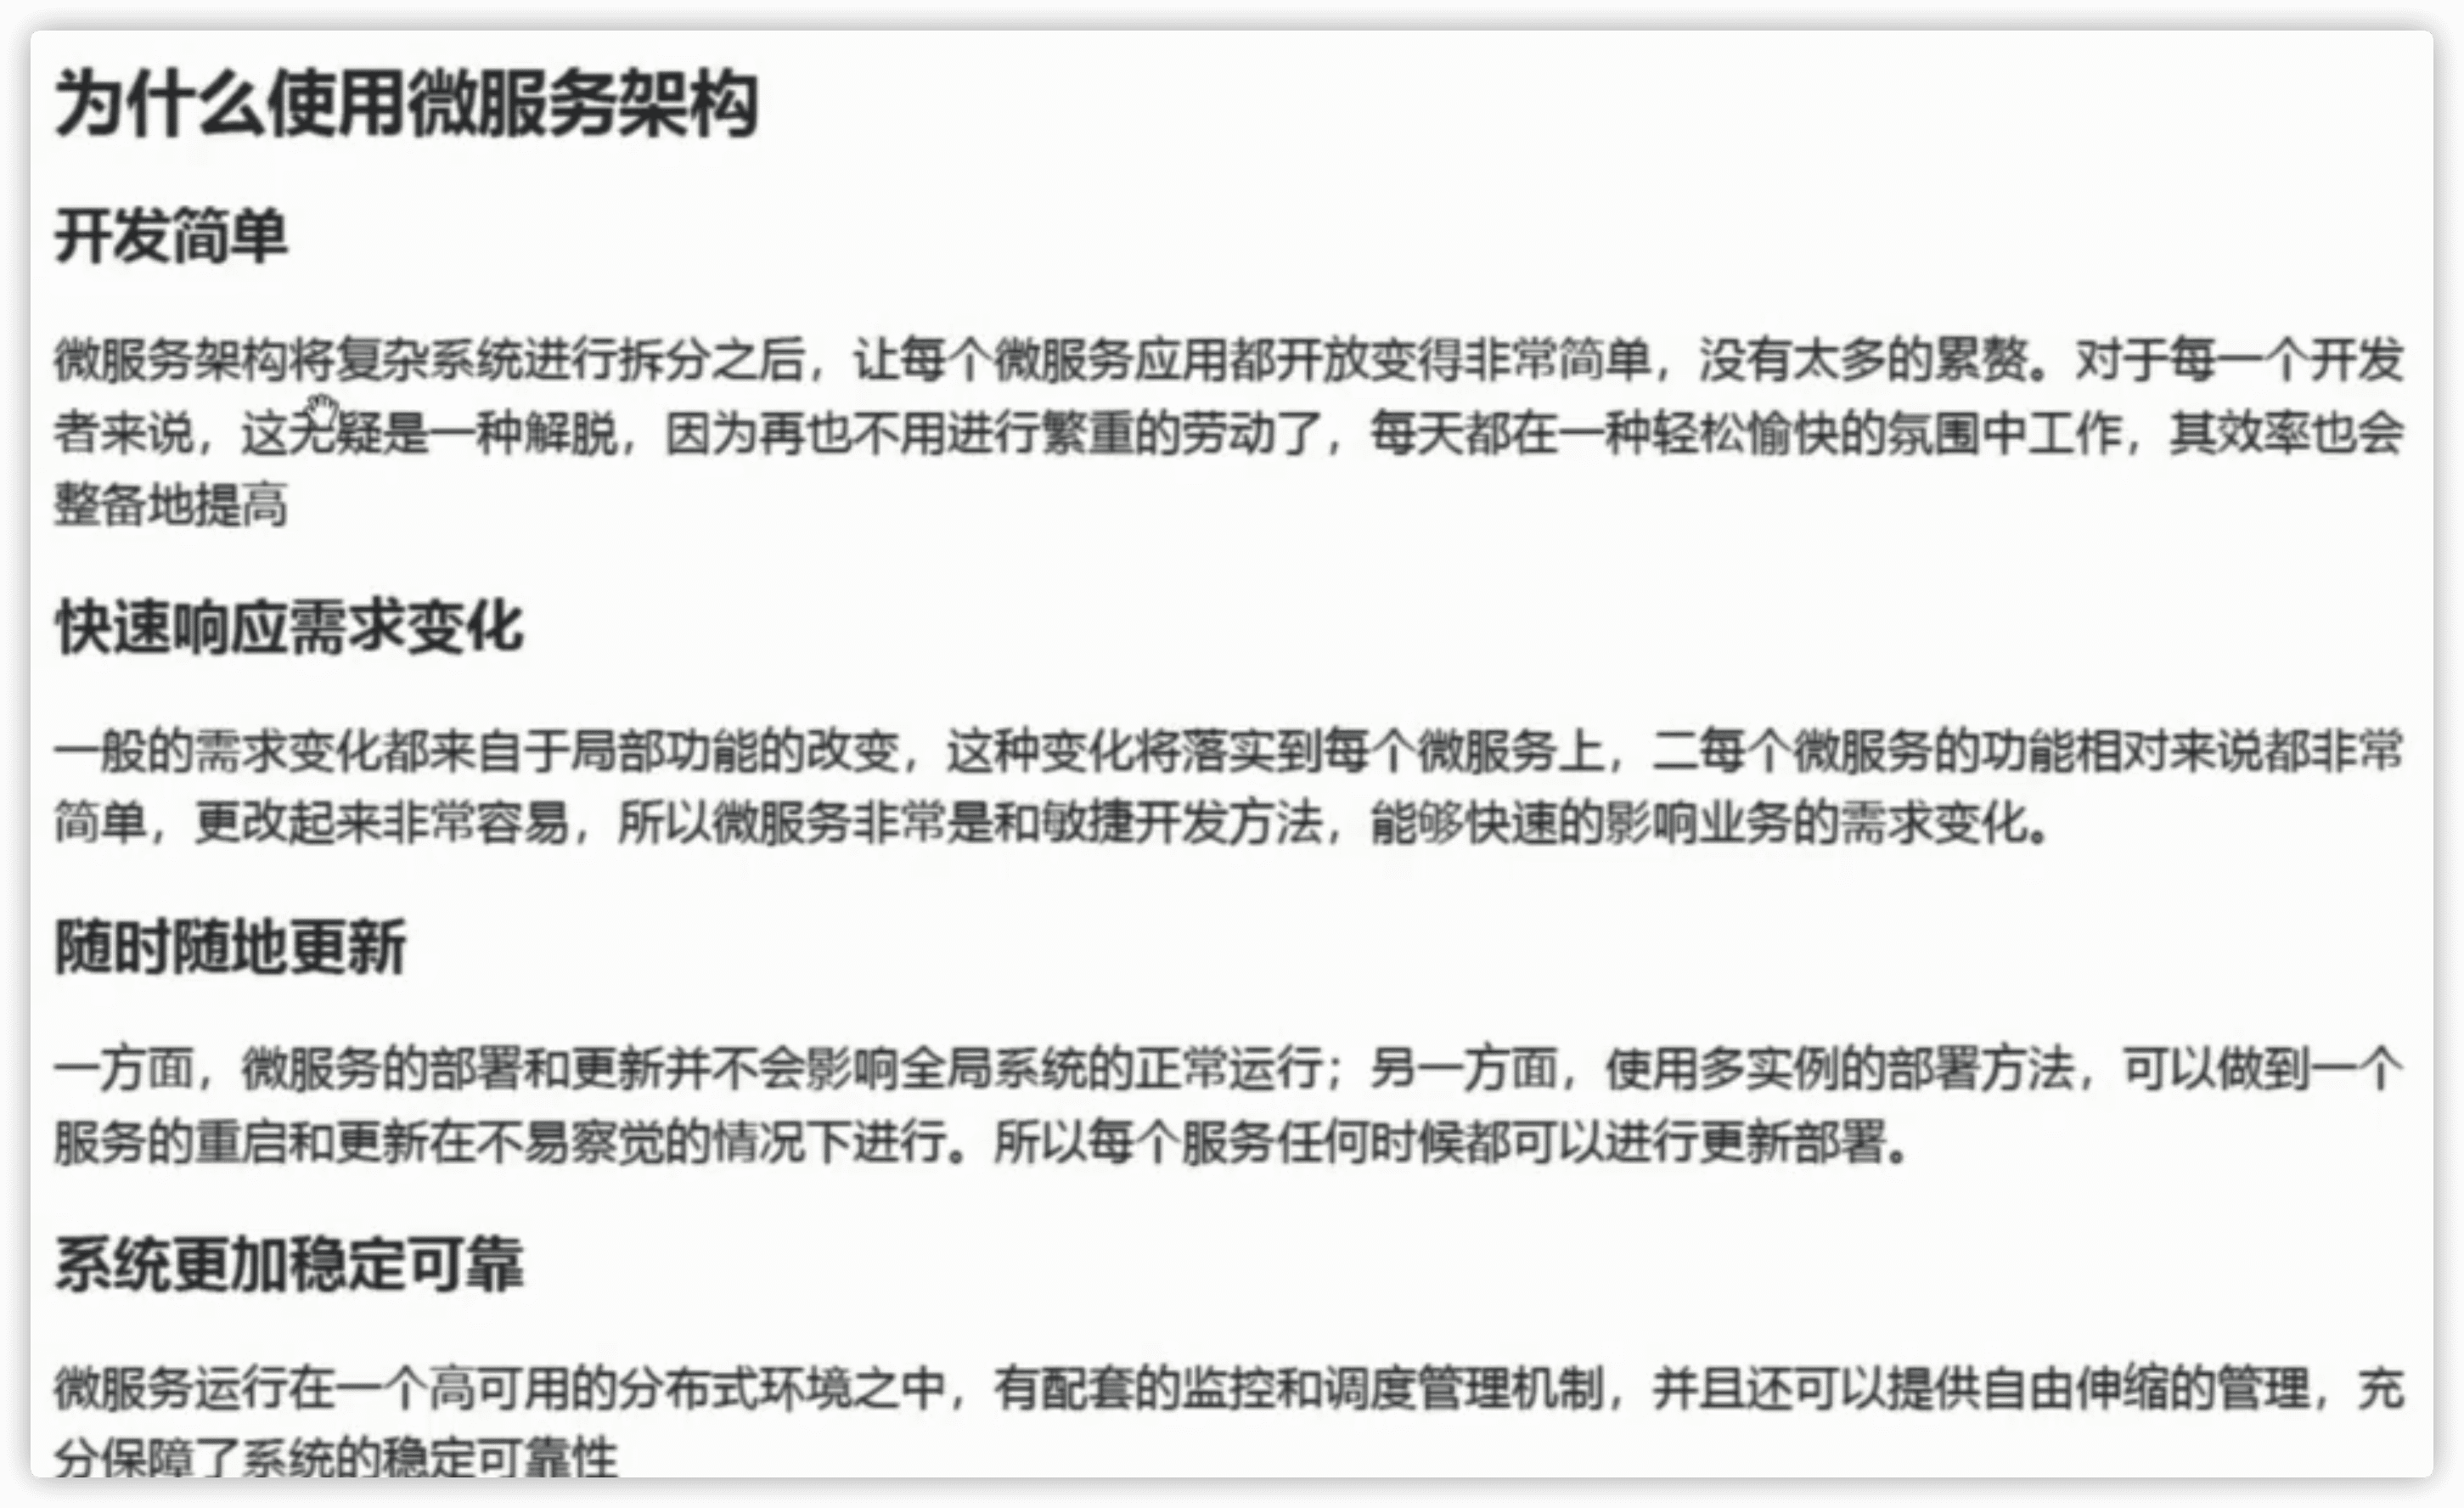 为什么使用微服务架构
开发简单
微服务架构将复杂系统进行拆分之后，让每个微服务应用都开放变得非常简单，没有太多的累赘。对于每一个开发
者来说，这无疑是一种解脱，因为再也不用进行繁重的劳动了，每天都在一种轻松愉快的氛围中工作，其效率也会
整备地提高
快速响应需求变化
一般的需求变化都来自于局部功能的改变，这种变化将落实到每个微服务上，二每个微服务的功能相对来说都非常
简单，更改起来非常容易，所以微服务非常是和敏捷开发方法，能够快速的影响业务的需求变化。
随时随地更新
一方面，微服务的部署和更新并不会影响全局系统的正常运行；另一方面，使用多实例的部署方法，可以做到一个
服务的重启和更新在不易察觉的情况下进行。所以每个服务任何时候都可以进行更新部署。
系统更加稳定可靠
微服务运行在一个高可用的分布式环境之中，有配套的监控和调度管理机制，并且还可以提供自由伸缩的管理，充
分保障了系统的稳定可靠性